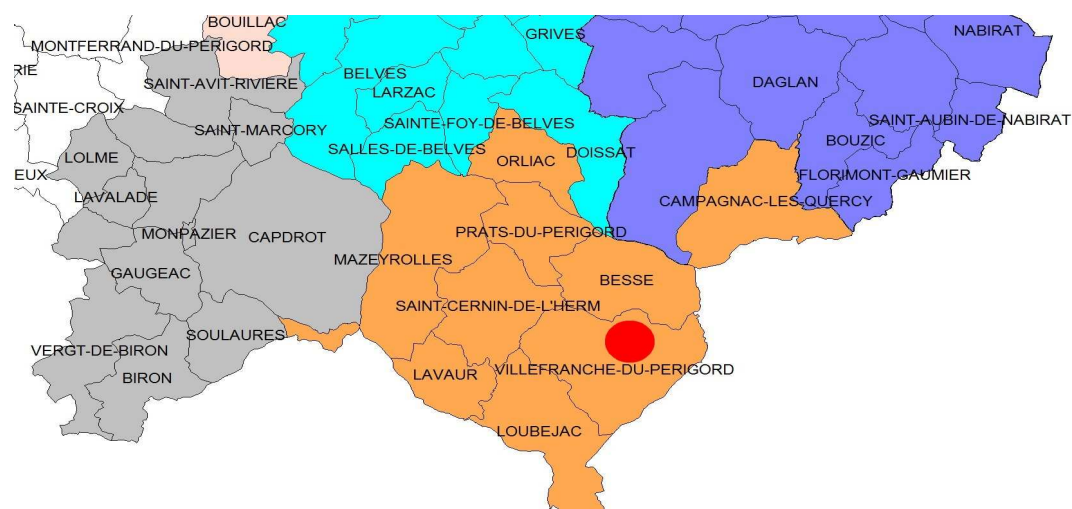 BOUILLAC
GRIVES
NABIRAT
MONTFERRAND-DU-PERIGORD
RIE
BELVES
DAGLAN
SAINT-AVIT-RIVIERE
LARZAC
SAINTE-CROIX
SAINTE-FOY-DE-BELVES
SAINT-AUBIN-DE-NABIRAT
SAINT-MARCORY
BOUZIC
SALLES-DE-BELVES
DOISSAT
LOLME
ORLIAC
EUX
FLORIMONT-GAUMIER
LAVALADE
CAMPAGNAC-LES-QUERCY
MONPAZIER
CAPDROT
PRATS-DU-PERIGORD
MAZEYROLLES
GAUGEAC
BESSE
SAINT-CERNIN-DE-L'HERM
SOULAURES
VERGT-DE-BIRON
VILLEFRANCHE-DU-PERIGORD
BIRON
LAVAUR
LOUBEJAC